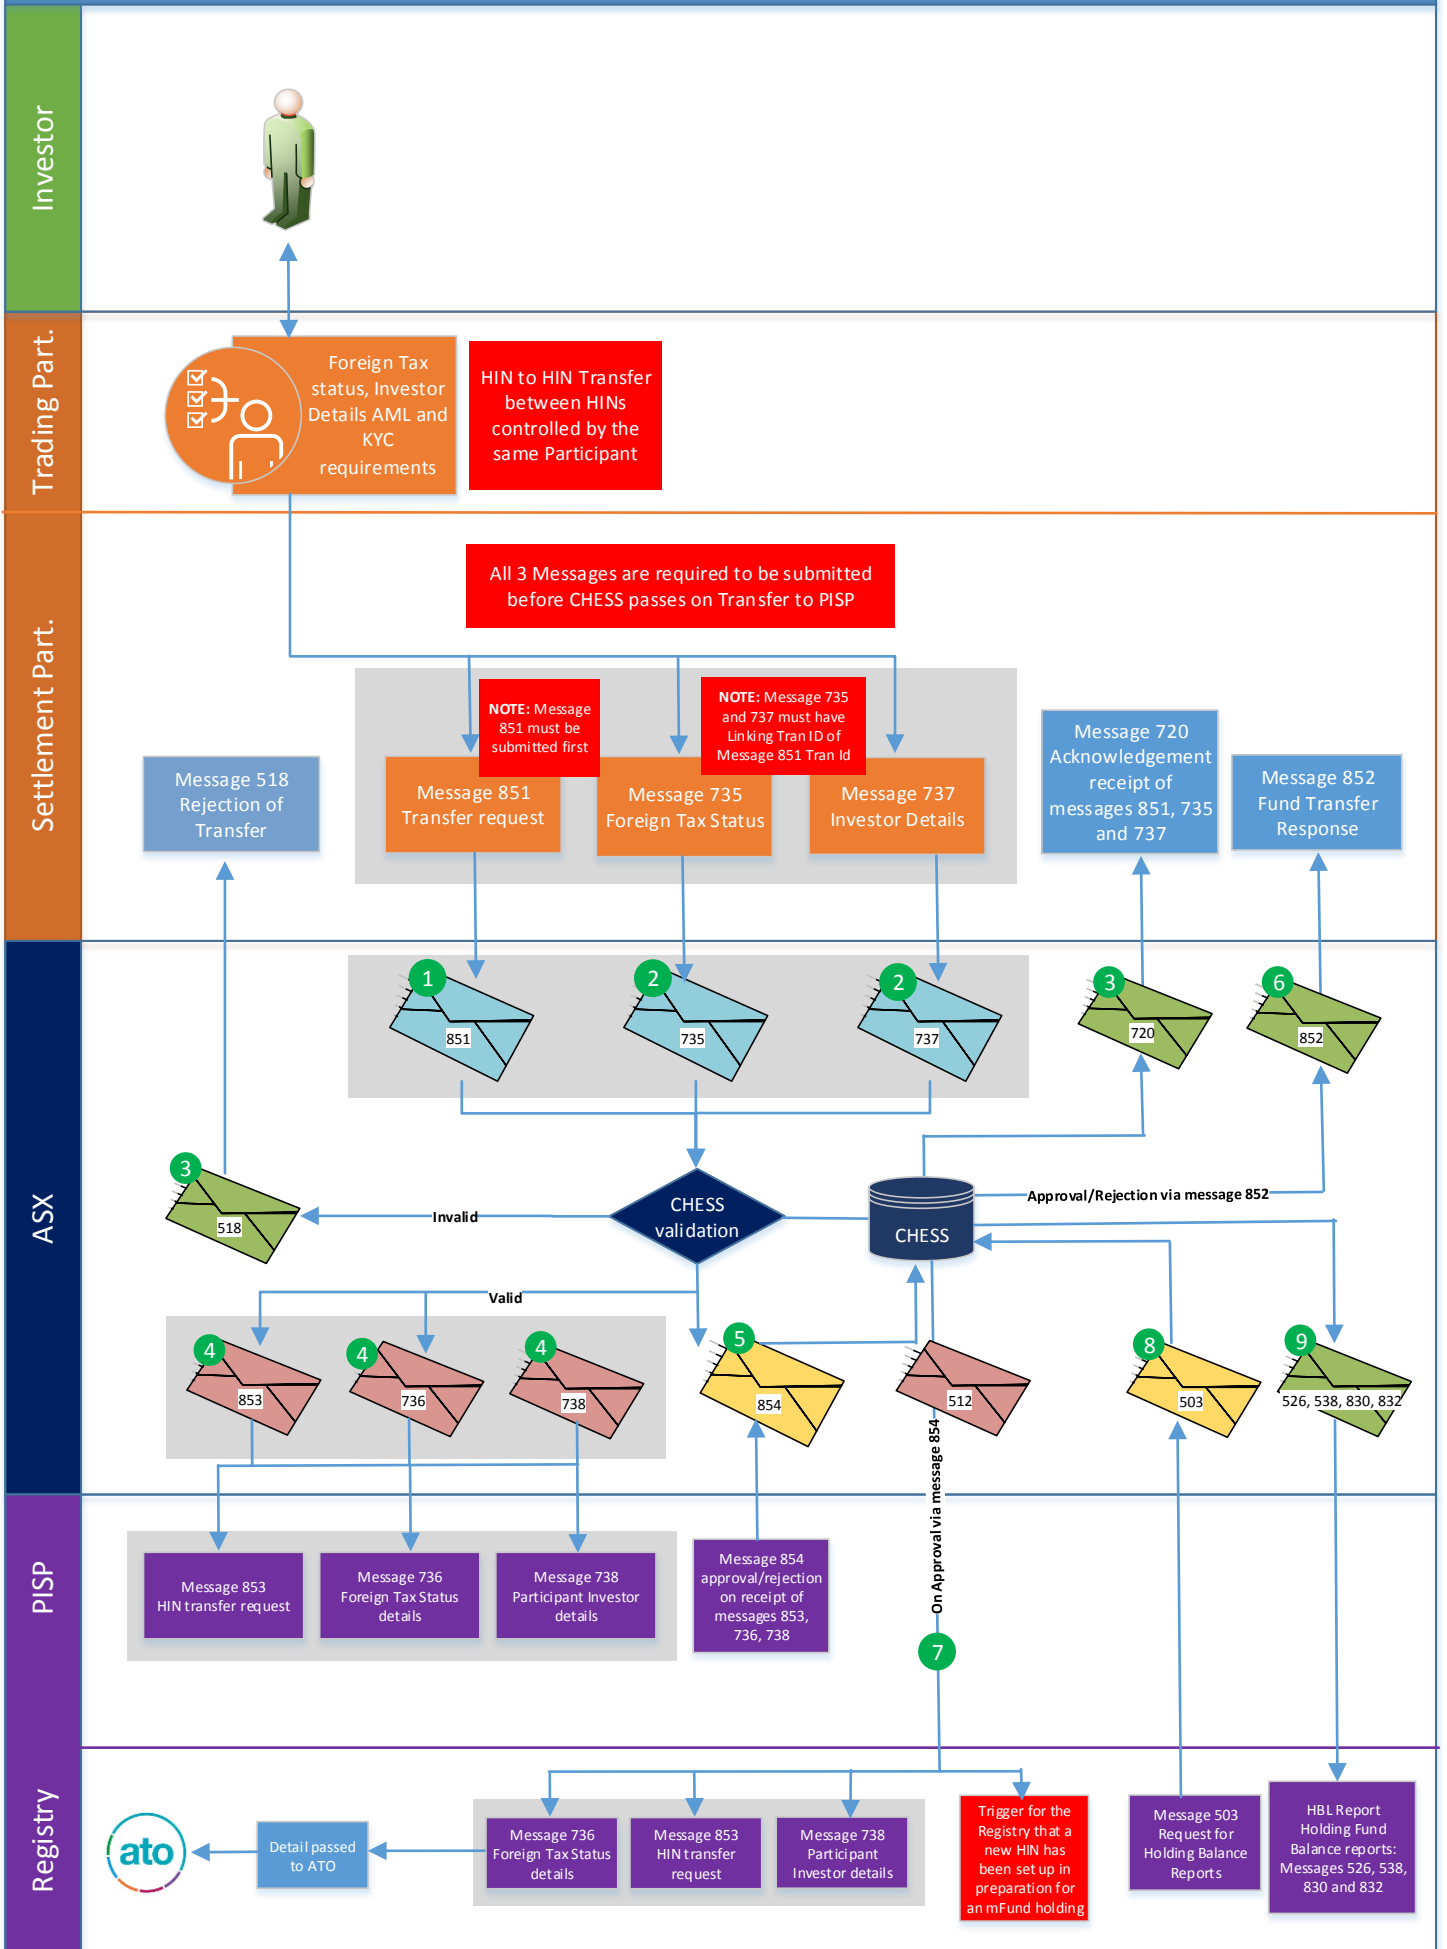 Investor
Trading Part.
Foreign Tax
status, Investor
Details AML and
KYC
requirements
HIN to HIN Transfer
between HINs
controlled by the
same Participant
Settlement Part.
All 3 Messages are required to be submitted
before CHESS passes on Transfer to PISP
NOTE: Message
851 must be
submitted first
NOTE: Message 735
and 737 must have
Linking Tran ID of
Message 851 Tran Id
Message 518
Rejection of
Transfer
Message 851
Transfer request
Message 735
Foreign Tax Status
Message 737
Investor Details
Message 720
Acknowledgement
receipt of
messages 851, 735
and 737
Message 852
Fund Transfer
Response
ASX
1
851
2
735
2
737
3
720
6
852
3
518
Invalid
CHESS
validation
CHESS
Approval/Rejection via message 852
Valid
4
853
4
736
4
738
5
854
512
8
503
9
526, 538, 830, 832
On Approval via message 854
PISP
Message 853
HIN transfer request
Message 736
Foreign Tax Status
details
Message 738
Participant Investor
details
Message 854
approval/rejection
on receipt of
messages 853,
736, 738
7
Registry
ato
Detail passed
to ATO
Message 736
Foreign Tax Status
details
Message 853
HIN transfer
request
Message 738
Participant
Investor details
Trigger for the
Registry that a
new HIN has
been set up in
preparation for
an mFund holding
Message 503
Request for
Holding Balance
Reports
HBL Report
Holding Fund
Balance reports:
Messages 526, 538,
830 and 832